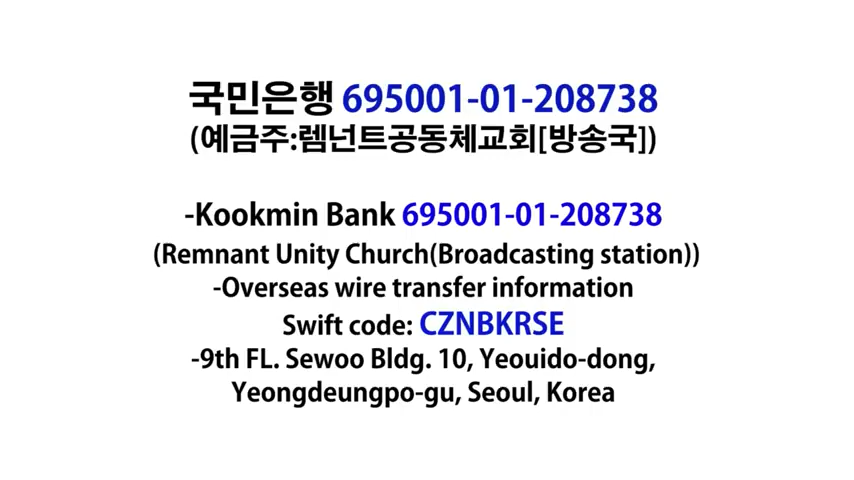 국민은행 695001-01-208738
(예금주:렘넌트공동체교회[방송국])
-Kookmin Bank 695001-01-208738
(Remnant Unity Church(Broadcasting station))
-Overseas wire transfer information
Swift code: CZNBKRSE
-9th FL. Sewoo Bldg. 10, Yeouido-dong,
Yeongdeungpo-gu, Seoul, Korea